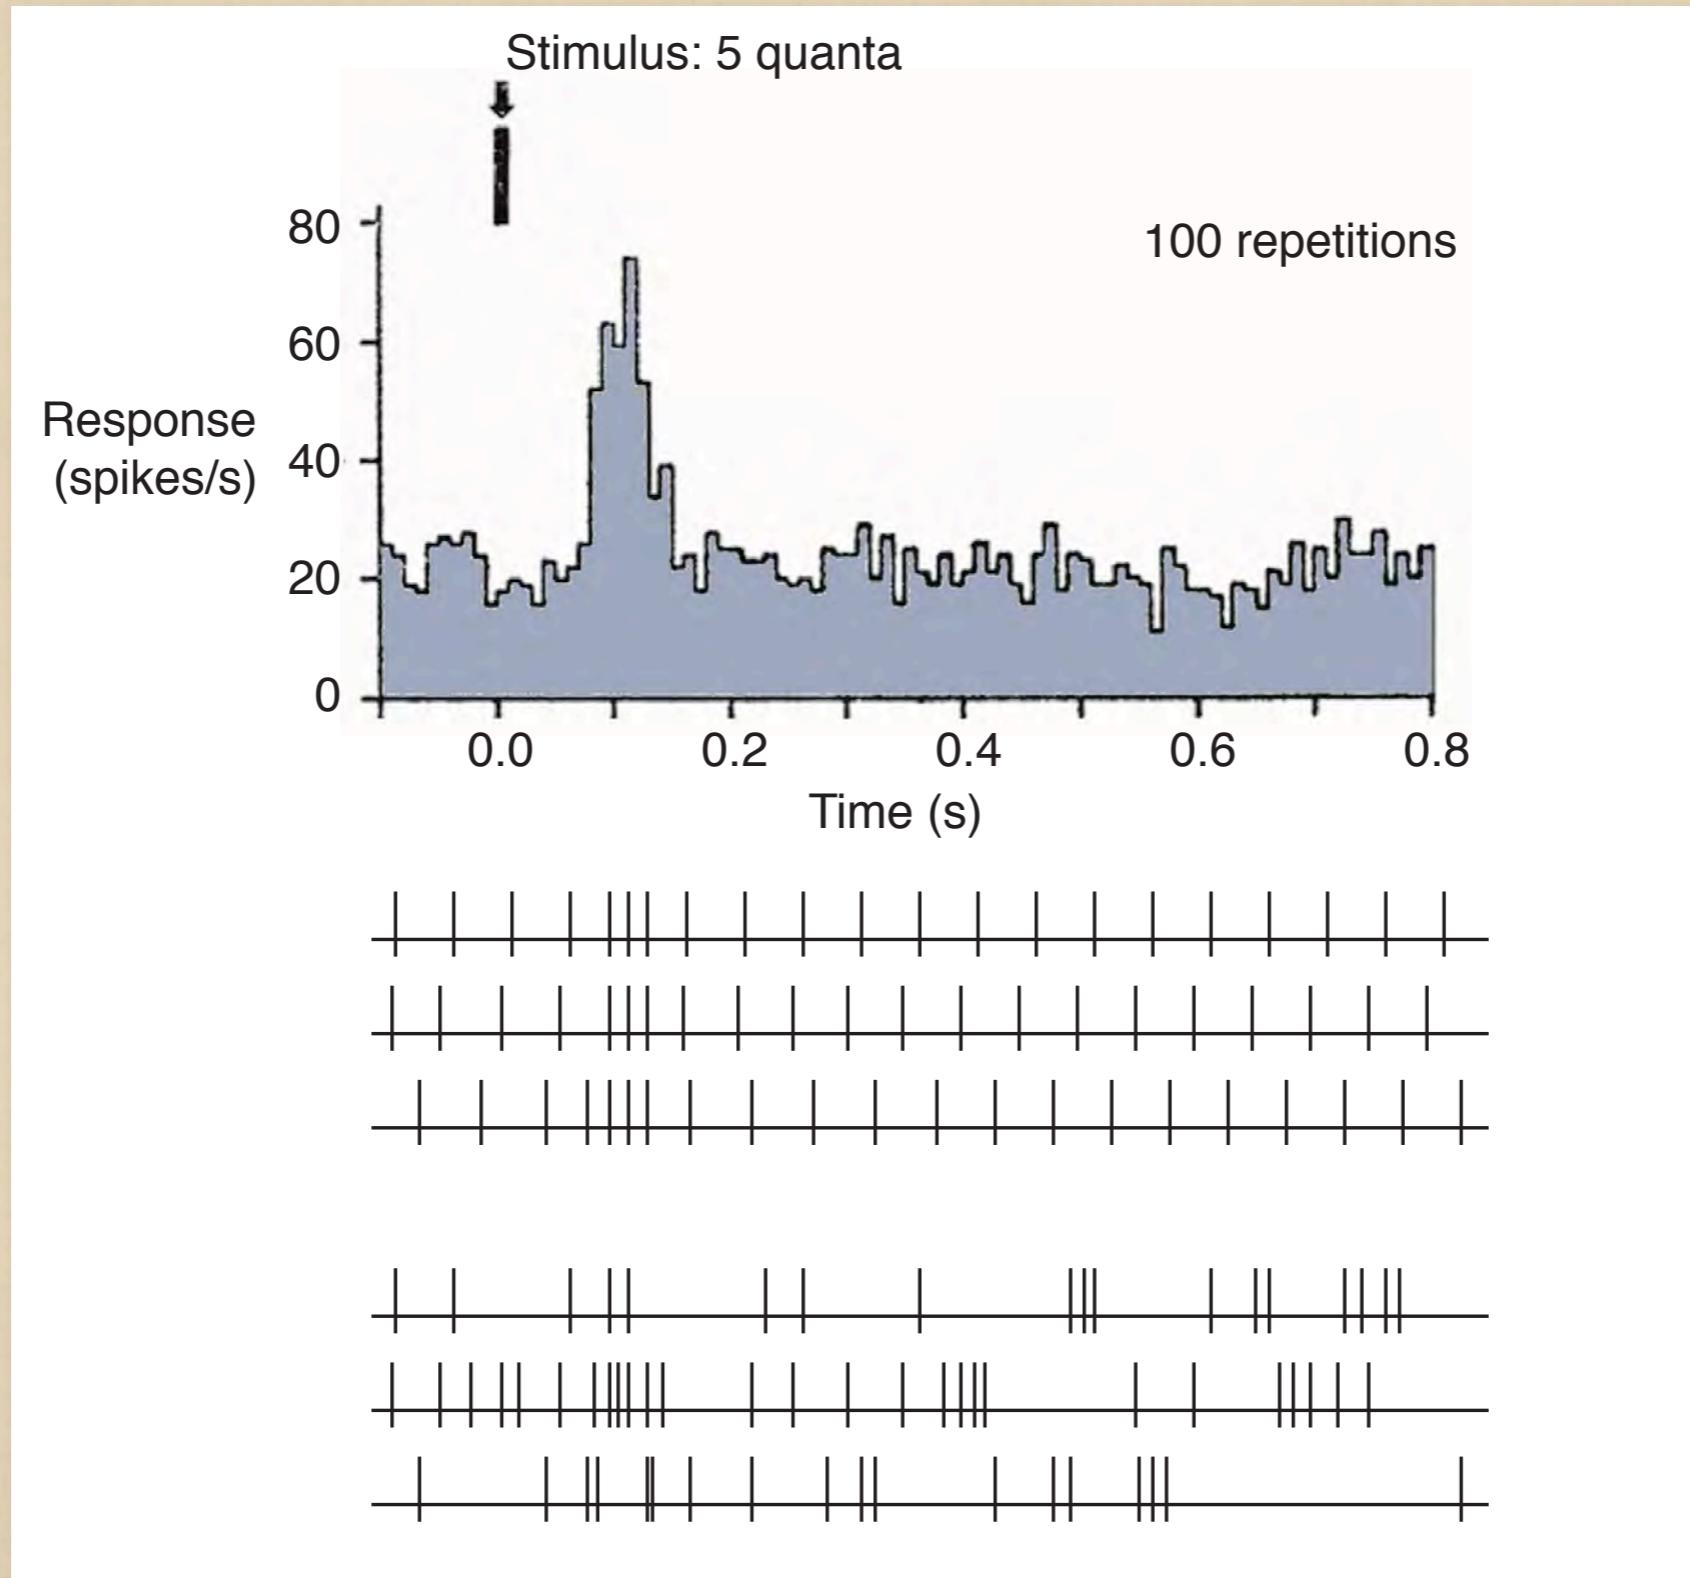 Stimulus: 5 quanta
80
100 repetitions
60
Response
(spikes/s)
40
20
0
0.0 0.2 0.4 0.6 0.8
Time (s)